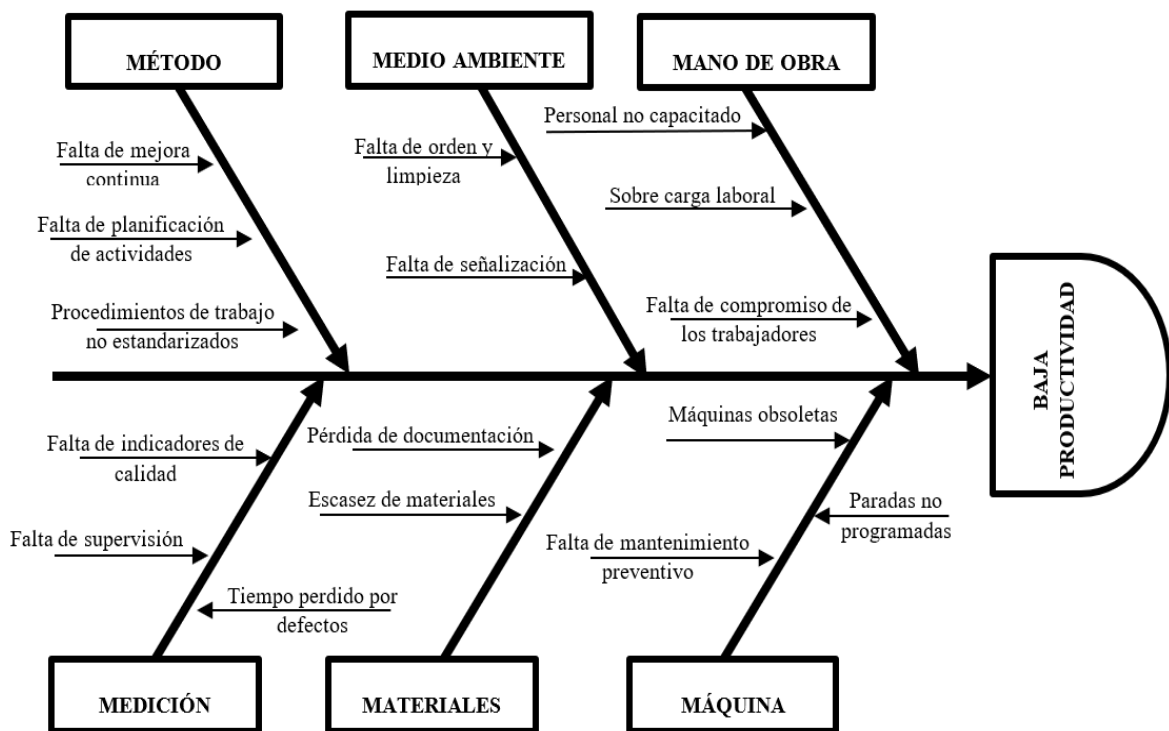 MÉTODO
MEDIO AMBIENTE
MANO DE OBRA
Falta de mejora
continua
Falta de planificación
de actividades
Procedimientos de trabajo
no estandarizados
Falta de orden y
limpieza
Falta de señalización
Personal no capacitado
Sobre carga laboral
Falta de compromiso de
los trabajadores
BAJA
PRODUCTIVIDAD
Falta de indicadores de
calidad
Falta de supervisión
Tiempo perdido por
defectos
Pérdida de documentación
Escasez de materiales
Máquinas obsoletas
Paradas no
programadas
Falta de mantenimiento
preventivo
MEDICIÓN
MATERIALES
MÁQUINA